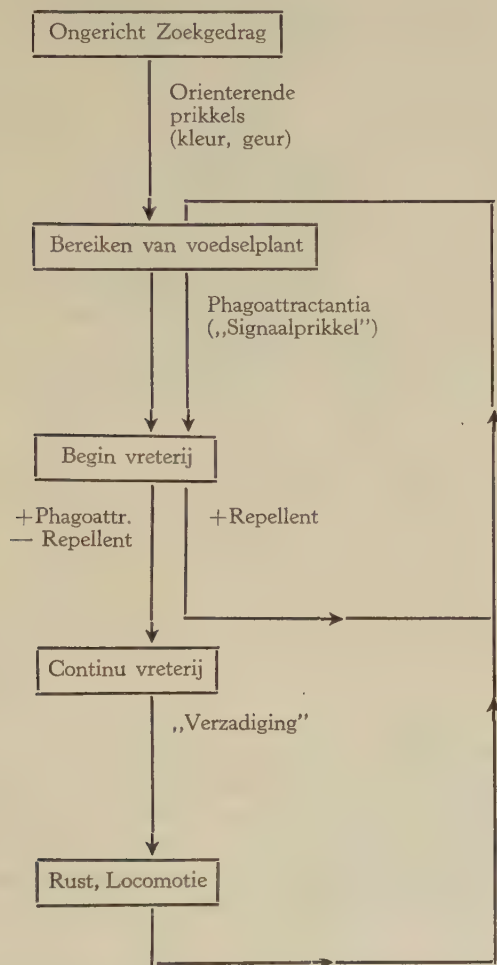 Ongericht Zoekgedrag
Orienterende
prikkels
(kleur, geur)
Bereiken van voedselplant
Phagoattractantia
(„Signaalprikkel”)
Begin vreterij
+Phagoattr.
— Repellent
+Repellent
Continu vreterij
„Verzadiging”
Rust, Locomotie